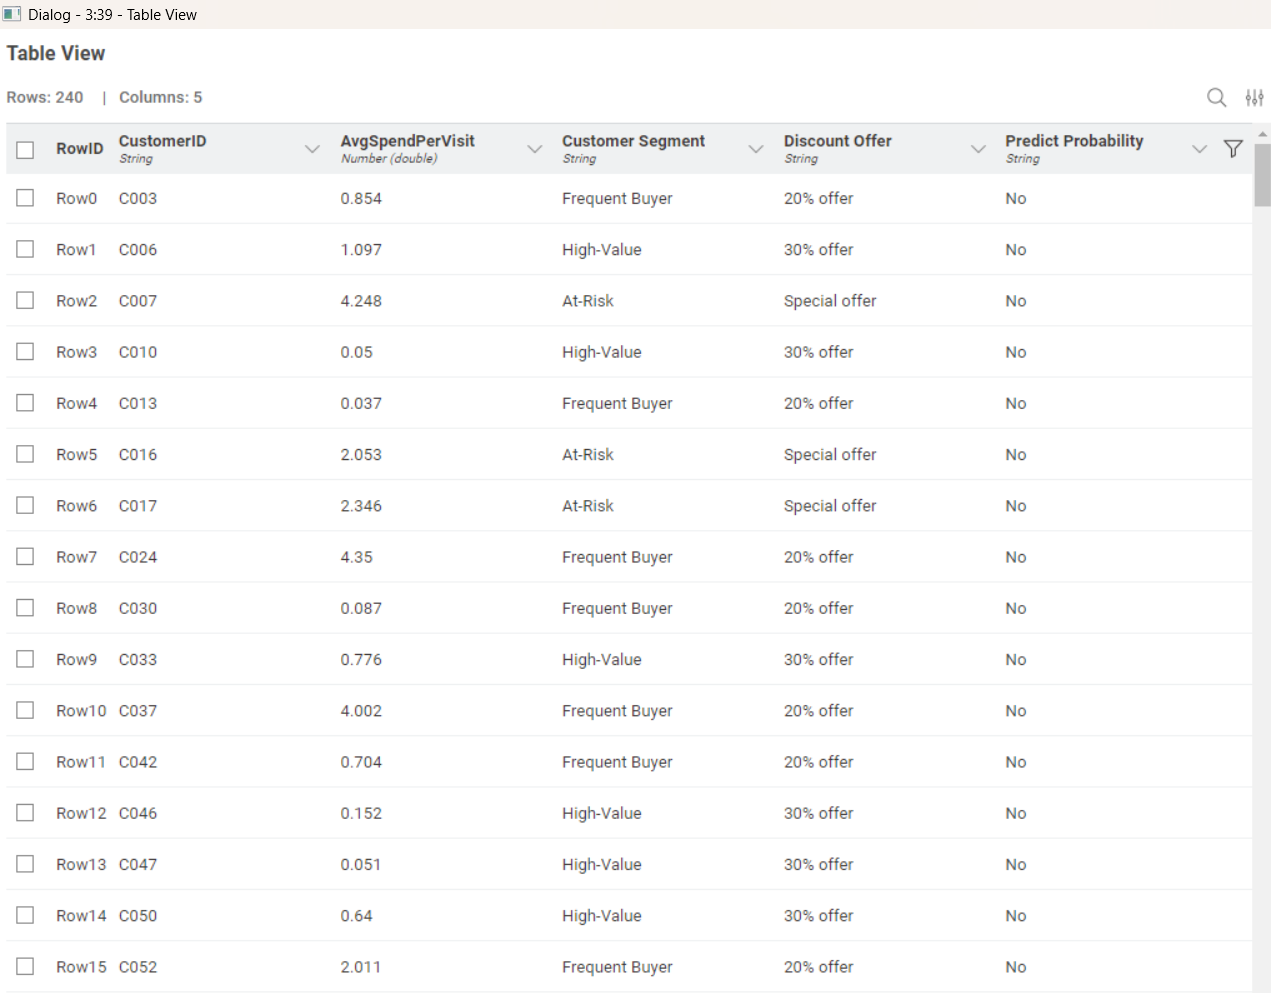 Dialog - 3:39 - Table View
Table View
Rows: 240 | Columns: 5
RowID CustomerID AvgSpendPerVisit Customer Segment Discount Offer Predict Probability
String Number (double) String String String
Row0 C003 0.854 Frequent Buyer 20% offer No
Row1 C006 1.097 High-Value 30% offer No
Row2 C007 4.248 At-Risk Special offer No
Row3 C010 0.05 High-Value 30% offer No
Row4 C013 0.037 Frequent Buyer 20% offer No
Row5 C016 2.053 At-Risk Special offer No
Row6 C017 2.346 At-Risk Special offer No
Row7 C024 4.35 Frequent Buyer 20% offer No
Row8 C030 0.087 Frequent Buyer 20% offer No
Row9 C033 0.776 High-Value 30% offer No
Row10 C037 4.002 Frequent Buyer 20% offer No
Row11 C042 0.704 Frequent Buyer 20% offer No
Row12 C046 0.152 High-Value 30% offer No
Row13 C047 0.051 High-Value 30% offer No
Row14 C050 0.64 High-Value 30% offer No
Row15 C052 2.011 Frequent Buyer 20% offer No